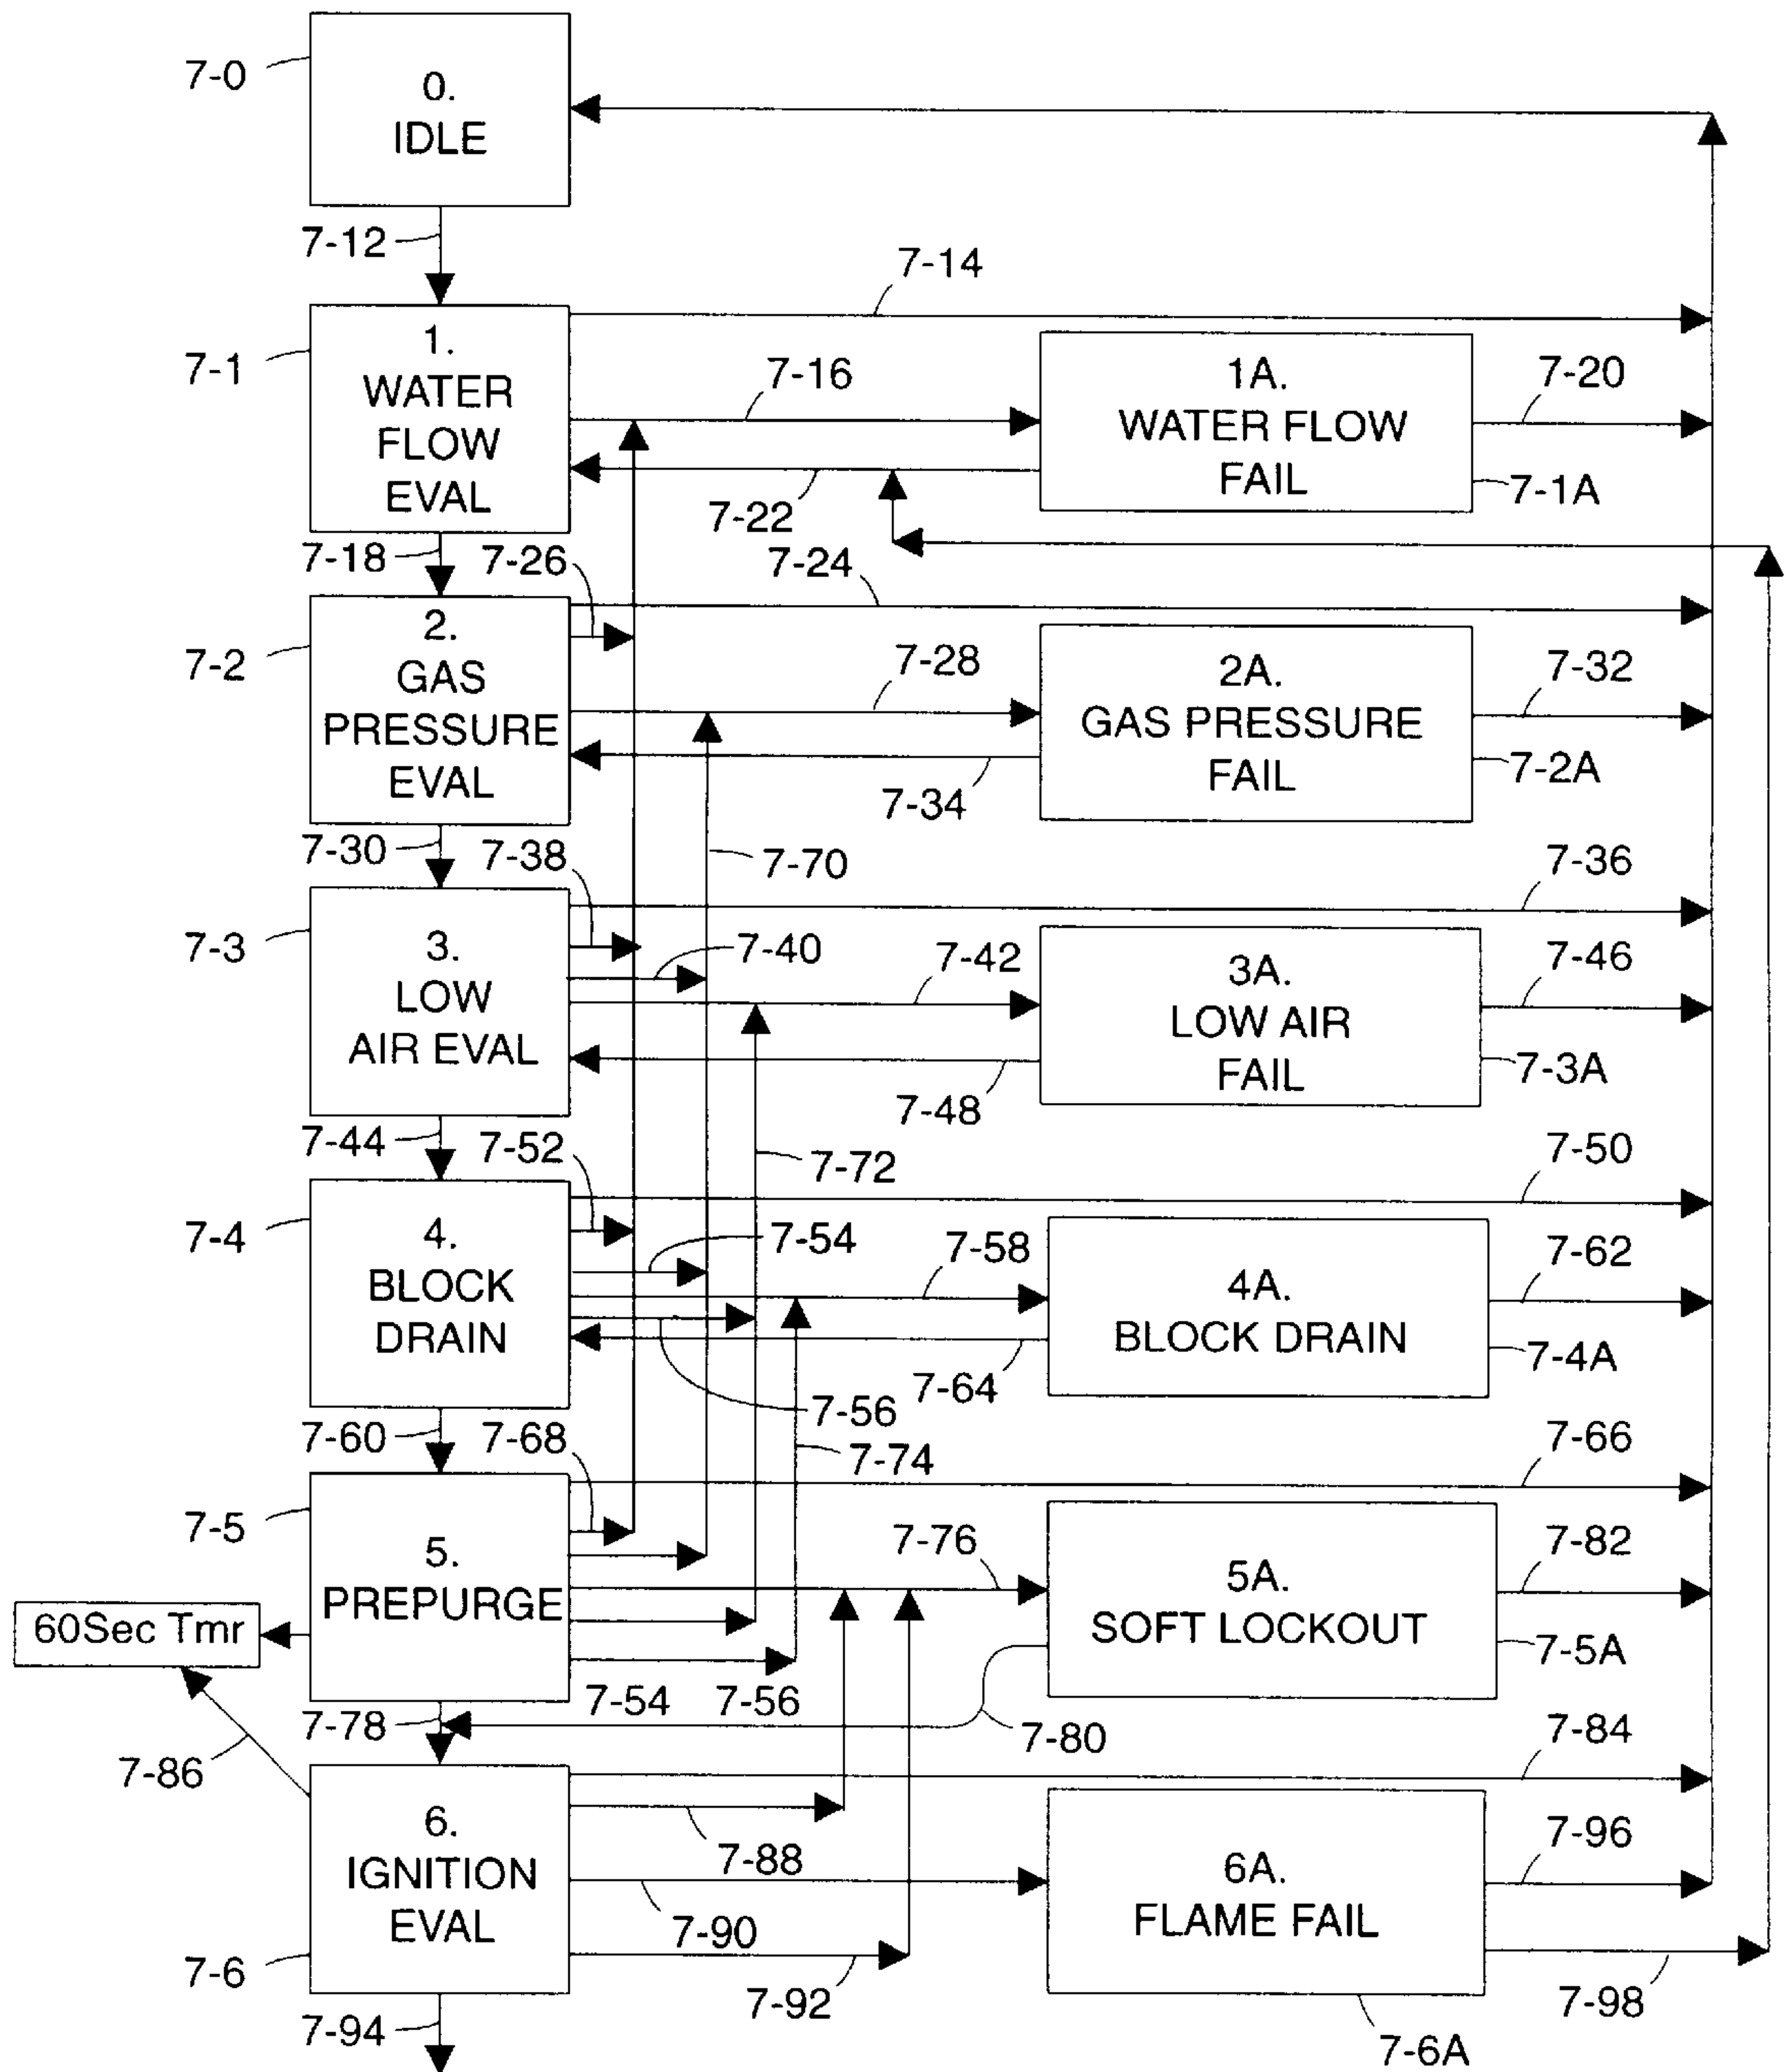 7-0
0.
IDLE
7-12
7-14
7-1
1.
WATER
FLOW
EVAL
7-16
1A.
WATER FLOW
FAIL
7-20
7-1A
7-22
7-18
7-26
7-24
7-2
2.
GAS
PRESSURE
EVAL
7-28
2A.
GAS PRESSURE
FAIL
7-32
7-2A
7-34
7-30
7-38
7-70
7-36
7-3
3.
LOW
AIR EVAL
7-40
7-42
3A.
LOW AIR
FAIL
7-46
7-3A
7-48
7-44
7-52
7-72
7-50
7-4
4.
BLOCK
DRAIN
7-54
7-58
4A.
BLOCK DRAIN
7-62
7-4A
7-64
7-56
7-60
7-68
7-74
7-66
7-5
5.
PREPURGE
7-76
5A.
SOFT LOCKOUT
7-82
7-5A
60Sec Tmr
7-54
7-56
7-78
7-80
7-84
7-86
6.
IGNITION
EVAL
7-88
6A.
FLAME FAIL
7-96
7-90
7-6
7-92
7-98
7-94
7-6A